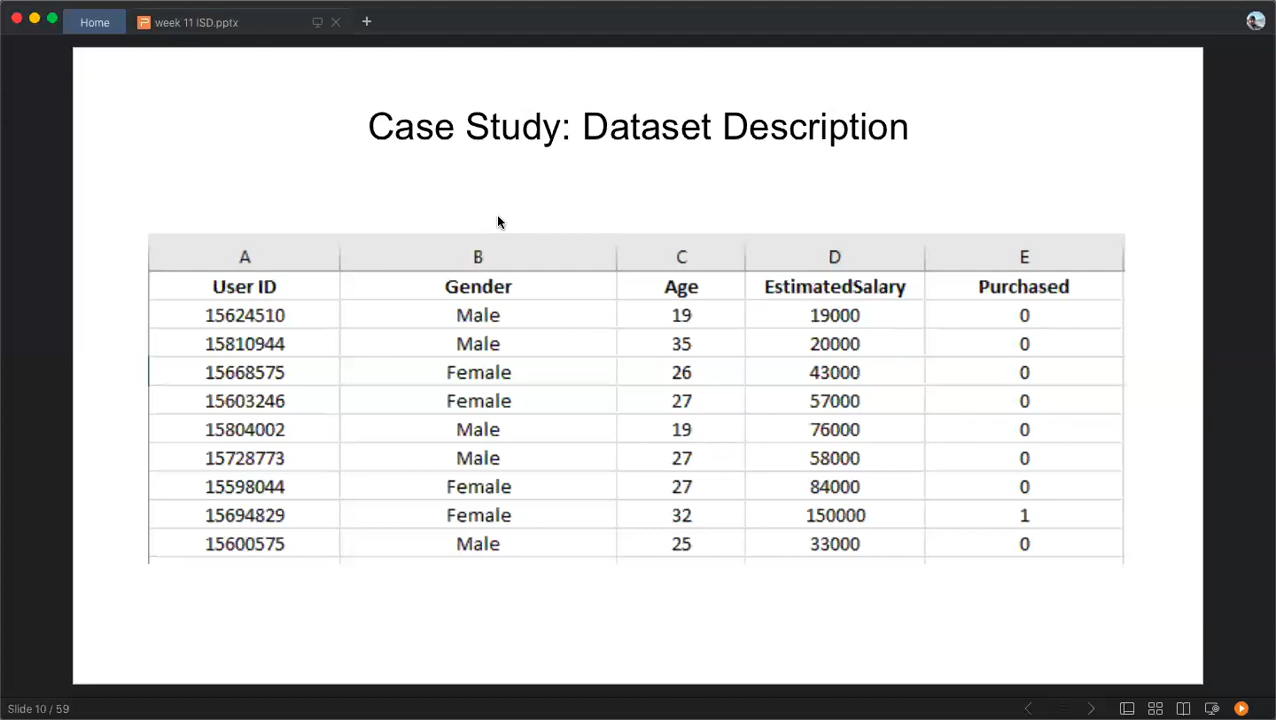 Home
week 11 ISD.pptx
Case Study: Dataset Description
A B C D E
User ID Gender Age EstimatedSalary Purchased
15624510 Male 19 19000 0
15810944 Male 35 20000 0
15668575 Female 26 43000 0
15603246 Female 27 57000 0
15804002 Male 19 76000 0
15728773 Male 27 58000 0
15598044 Female 27 84000 0
15694829 Female 32 150000 1
15600575 Male 25 33000 0
Slide 10 / 59